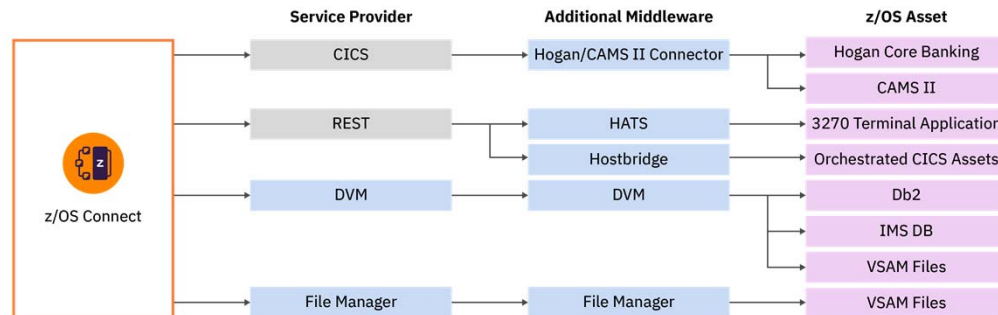 Service Provider
Additional Middleware
z/OS Asset
CICS
Hogan/CAMS II Connector
Hogan Core Banking
CAMS II
REST
HATS
3270 Terminal Application
Hostbridge
Orchestrated CICS Assets
z
z/OS Connect
DVM
DVM
Db2
IMS DB
VSAM Files
File Manager
File Manager
VSAM Files